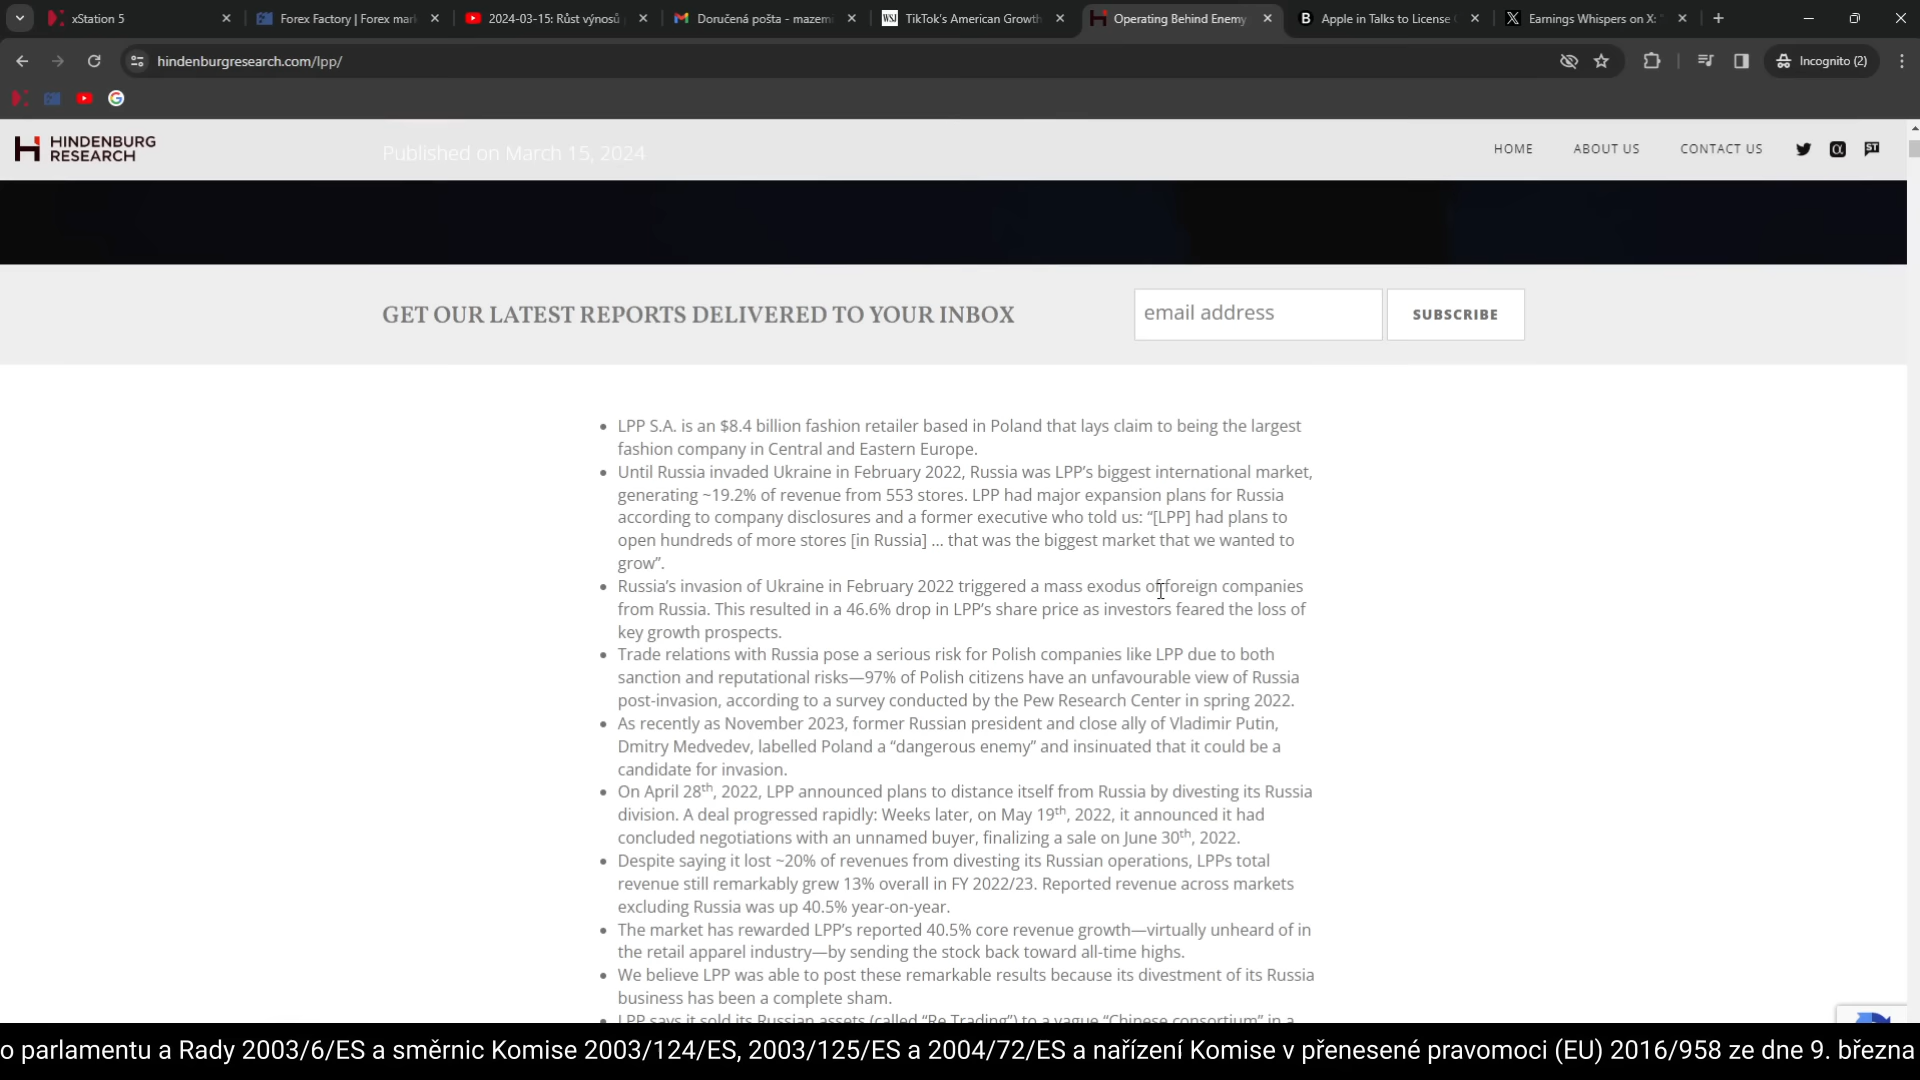 xStation 5
Forex Factory | Forex mar
2024-03-15: Růst výnosů
Doručená pošta - mazem
WSJ
TikTok's American Growth
Operating Behind Enemy
B
Apple in Talks to License
Earnings Whispers on X:
hindenburgresearch.com/lpp/
Incognito (2)
HINDENBURG
RESEARCH
Published on March 15, 2024
HOME
ABOUT US
CONTACT US
GET OUR LATEST REPORTS DELIVERED TO YOUR INBOX
email address
SUBSCRIBE
LPP S.A. is an $8.4 billion fashion retailer based in Poland that lays claim to being the largest
fashion company in Central and Eastern Europe.
Until Russia invaded Ukraine in February 2022, Russia was LPP’s biggest international market,
generating ~19.2% of revenue from 553 stores. LPP had major expansion plans for Russia
according to company disclosures and a former executive who told us: “[LPP] had plans to
open hundreds of more stores [in Russia] … that was the biggest market that we wanted to
grow”.
Russia’s invasion of Ukraine in February 2022 triggered a mass exodus of foreign companies
from Russia. This resulted in a 46.6% drop in LPP’s share price as investors feared the loss of
key growth prospects.
Trade relations with Russia pose a serious risk for Polish companies like LPP due to both
sanction and reputational risks—97% of Polish citizens have an unfavourable view of Russia
post-invasion, according to a survey conducted by the Pew Research Center in spring 2022.
As recently as November 2023, former Russian president and close ally of Vladimir Putin,
Dmitry Medvedev, labelled Poland a “dangerous enemy” and insinuated that it could be a
candidate for invasion.
On April 28th, 2022, LPP announced plans to distance itself from Russia by divesting its Russia
division. A deal progressed rapidly: Weeks later, on May 19th, 2022, it announced it had
concluded negotiations with an unnamed buyer, finalizing a sale on June 30th, 2022.
Despite saying it lost ~20% of revenues from divesting its Russian operations, LPPs total
revenue still remarkably grew 13% overall in FY 2022/23. Reported revenue across markets
excluding Russia was up 40.5% year-on-year.
The market has rewarded LPP’s reported 40.5% core revenue growth—virtually unheard of in
the retail apparel industry—by sending the stock back toward all-time highs.
We believe LPP was able to post these remarkable results because its divestment of its Russia
business has been a complete sham.
LPP says it sold its Russian assets (called “Re Trading”) to a vague “Chinese consortium” in a
o parlamentu a Rady 2003/6/ES a směrnic Komise 2003/124/ES, 2003/125/ES a 2004/72/ES a nařízení Komise v přenesené pravomoci (EU) 2016/958 ze dne 9. března